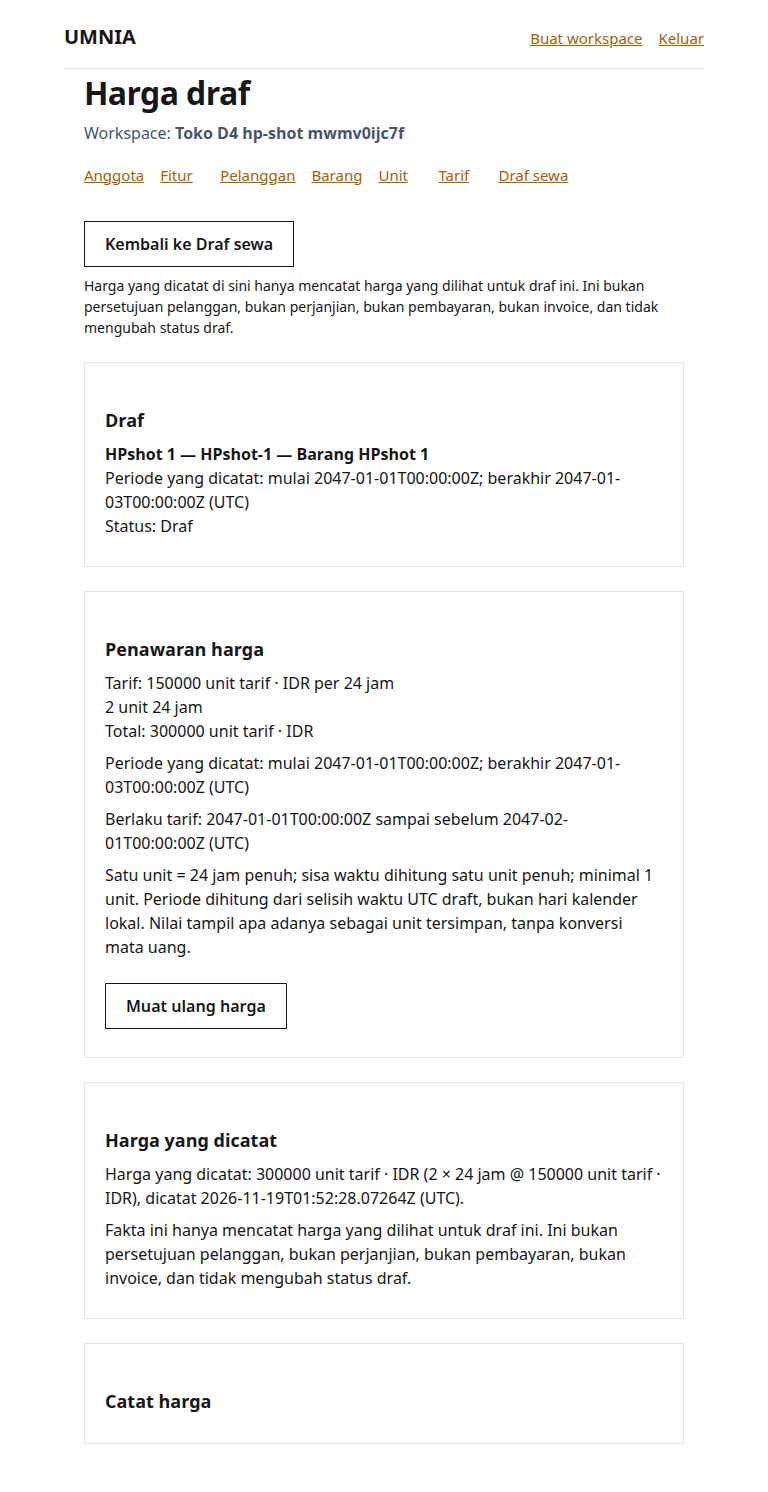 UMNIA
Buat workspace Keluar
Harga draf
Workspace: Toko D4 hp-shot mwmv0ijc7f
Anggota Fitur Pelanggan Barang Unit Tarif Draf sewa
Kembali ke Draf sewa
Harga yang dicatat di sini hanya mencatat harga yang dilihat untuk draf ini. Ini bukan
persetujuan pelanggan, bukan perjanjian, bukan pembayaran, bukan invoice, dan tidak
mengubah status draf.
Draf
HPshot 1 — HPshot-1 — Barang HPshot 1
Periode yang dicatat: mulai 2047-01-01T00:00:00Z; berakhir 2047-01-
03T00:00:00Z (UTC)
Status: Draf
Penawaran harga
Tarif: 150000 unit tarif · IDR per 24 jam
2 unit 24 jam
Total: 300000 unit tarif · IDR
Periode yang dicatat: mulai 2047-01-01T00:00:00Z; berakhir 2047-01-
03T00:00:00Z (UTC)
Berlaku tarif: 2047-01-01T00:00:00Z sampai sebelum 2047-02-
01T00:00:00Z (UTC)
Satu unit = 24 jam penuh; sisa waktu dihitung satu unit penuh; minimal 1
unit. Periode dihitung dari selisih waktu UTC draft, bukan hari kalender
lokal. Nilai tampil apa adanya sebagai unit tersimpan, tanpa konversi
mata uang.
Muat ulang harga
Harga yang dicatat
Harga yang dicatat: 300000 unit tarif · IDR (2 × 24 jam @ 150000 unit tarif ·
IDR), dicatat 2026-11-19T01:52:28.07264Z (UTC).
Fakta ini hanya mencatat harga yang dilihat untuk draf ini. Ini bukan
persetujuan pelanggan, bukan perjanjian, bukan pembayaran, bukan
invoice, dan tidak mengubah status draf.
Catat harga